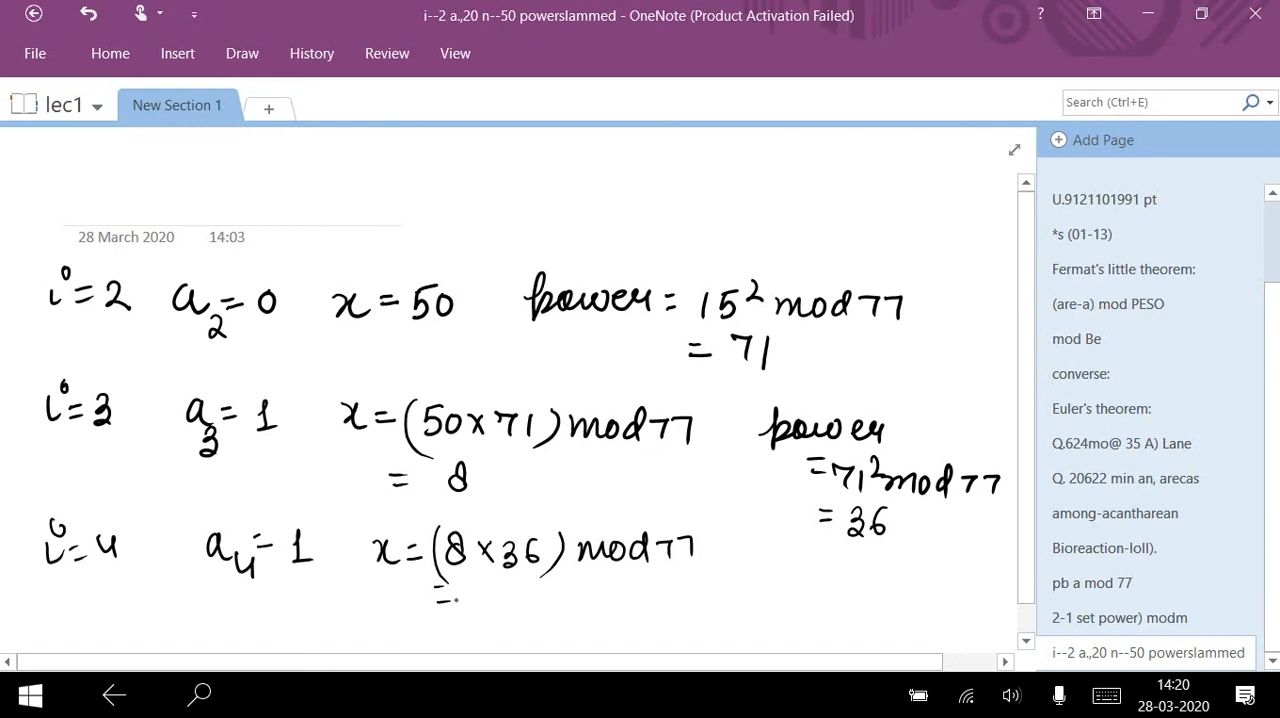 i--2 a.,20 n--50 powerslammed - OneNote (Product Activation Failed)
?
File Home Insert Draw History Review View
lec1 New Section 1 +
Search (Ctrl+E)
Add Page
28 March 2020 14:03
i=2 a₂=0 x=50 power = 15² mod 77
= 71
i=3 a₃=1 x=(50×71) mod 77 power
= 8 = 71² mod 77
= 36
i=4 a₄=1 x=(8×36) mod 77
=
U.9121101991 pt
*s (01-13)
Fermat's little theorem:
(are-a) mod PESO
mod Be
converse:
Euler's theorem:
Q,624mo@ 35 A) Lane
Q. 20622 min an, arecas
among-acantharean
Bioreaction-loll).
pb a mod 77
2-1 set power) modm
i--2 a.,20 n--50 powerslammed
14:20
28-03-2020